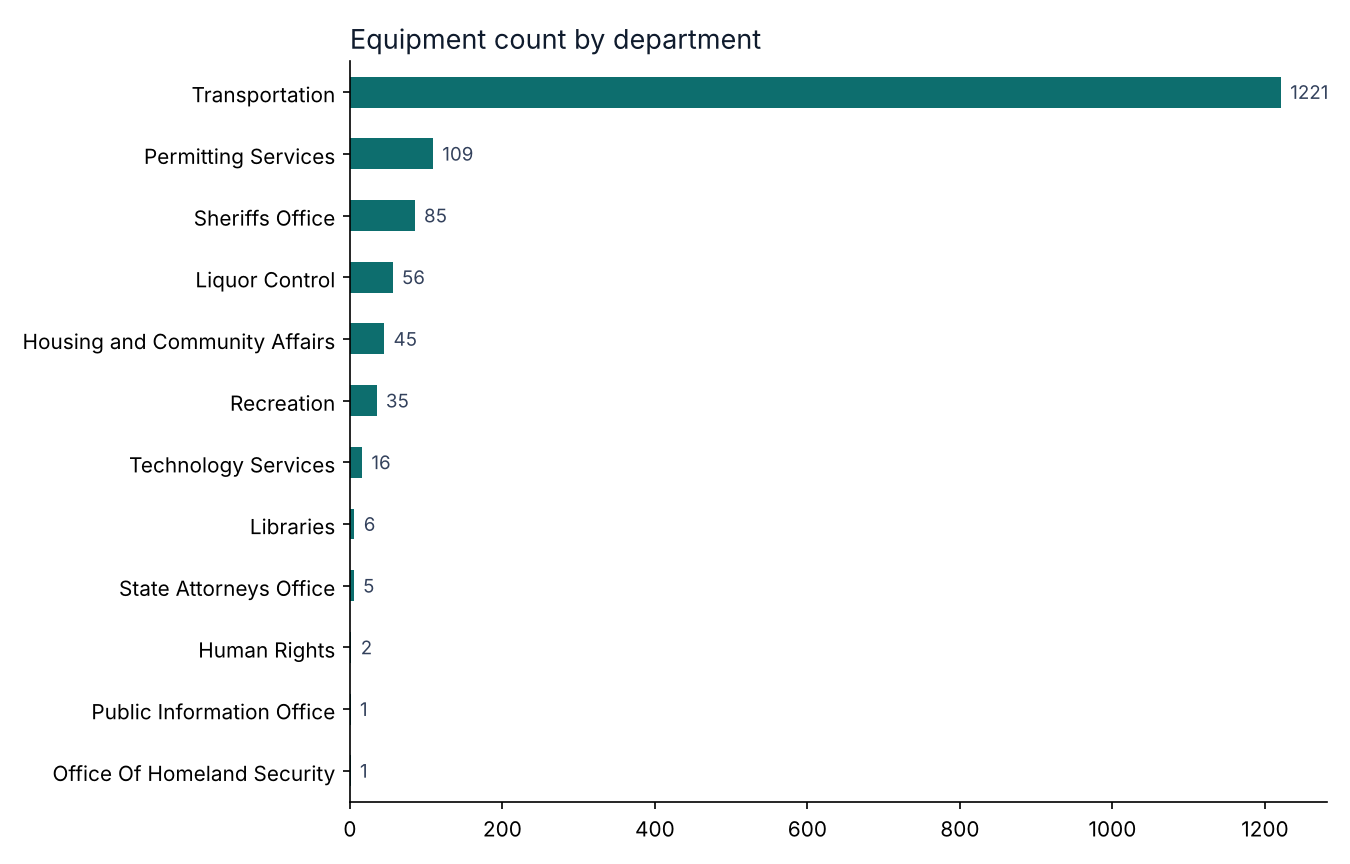 Equipment count by department
Transportation 1221
Permitting Services 109
Sheriffs Office 85
Liquor Control 56
Housing and Community Affairs 45
Recreation 35
Technology Services 16
Libraries 6
State Attorneys Office 5
Human Rights 2
Public Information Office 1
Office Of Homeland Security 1
0 200 400 600 800 1000 1200